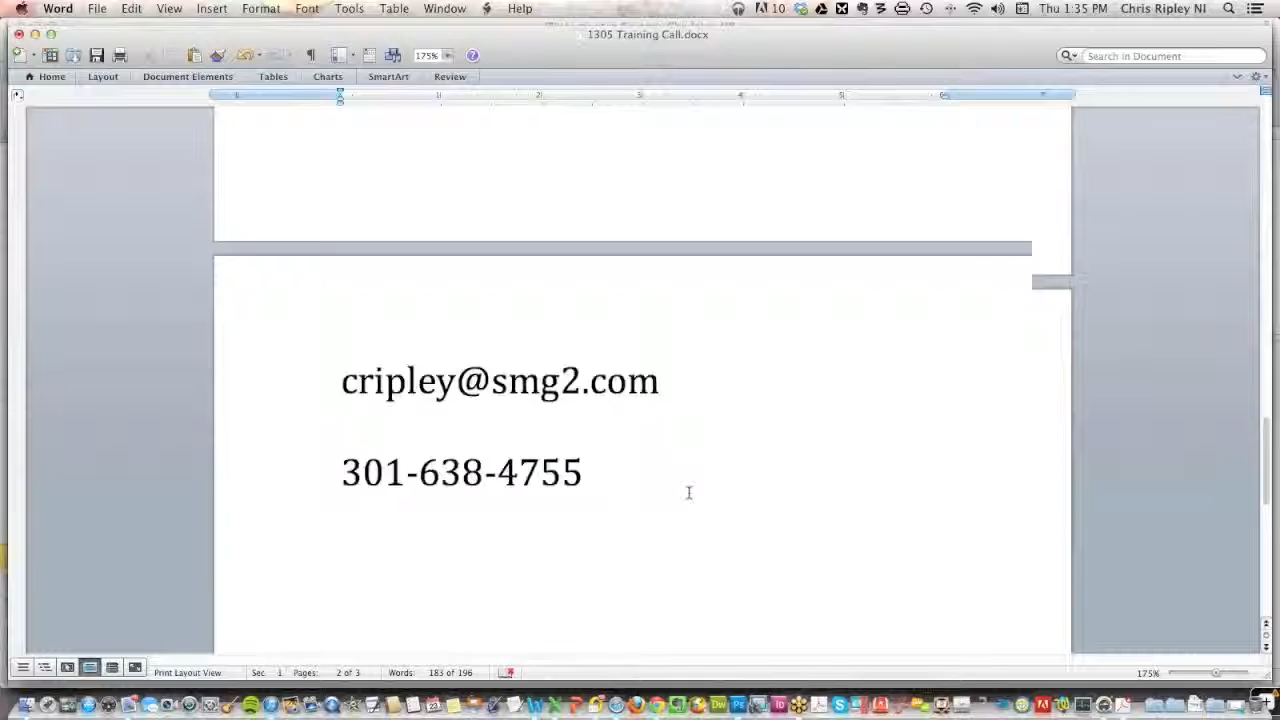 Word File Edit View Insert Format Font Tools Table Window Help 10 Thu 1:35 PM Chris Ripley NI
1305 Training Call.docx
175% Search in Document
Home Layout Document Elements Tables Charts SmartArt Review
cripley@smg2.com
301-638-4755
Print Layout View Sec 1 Pages: 2 of 3 Words: 183 of 196 175%